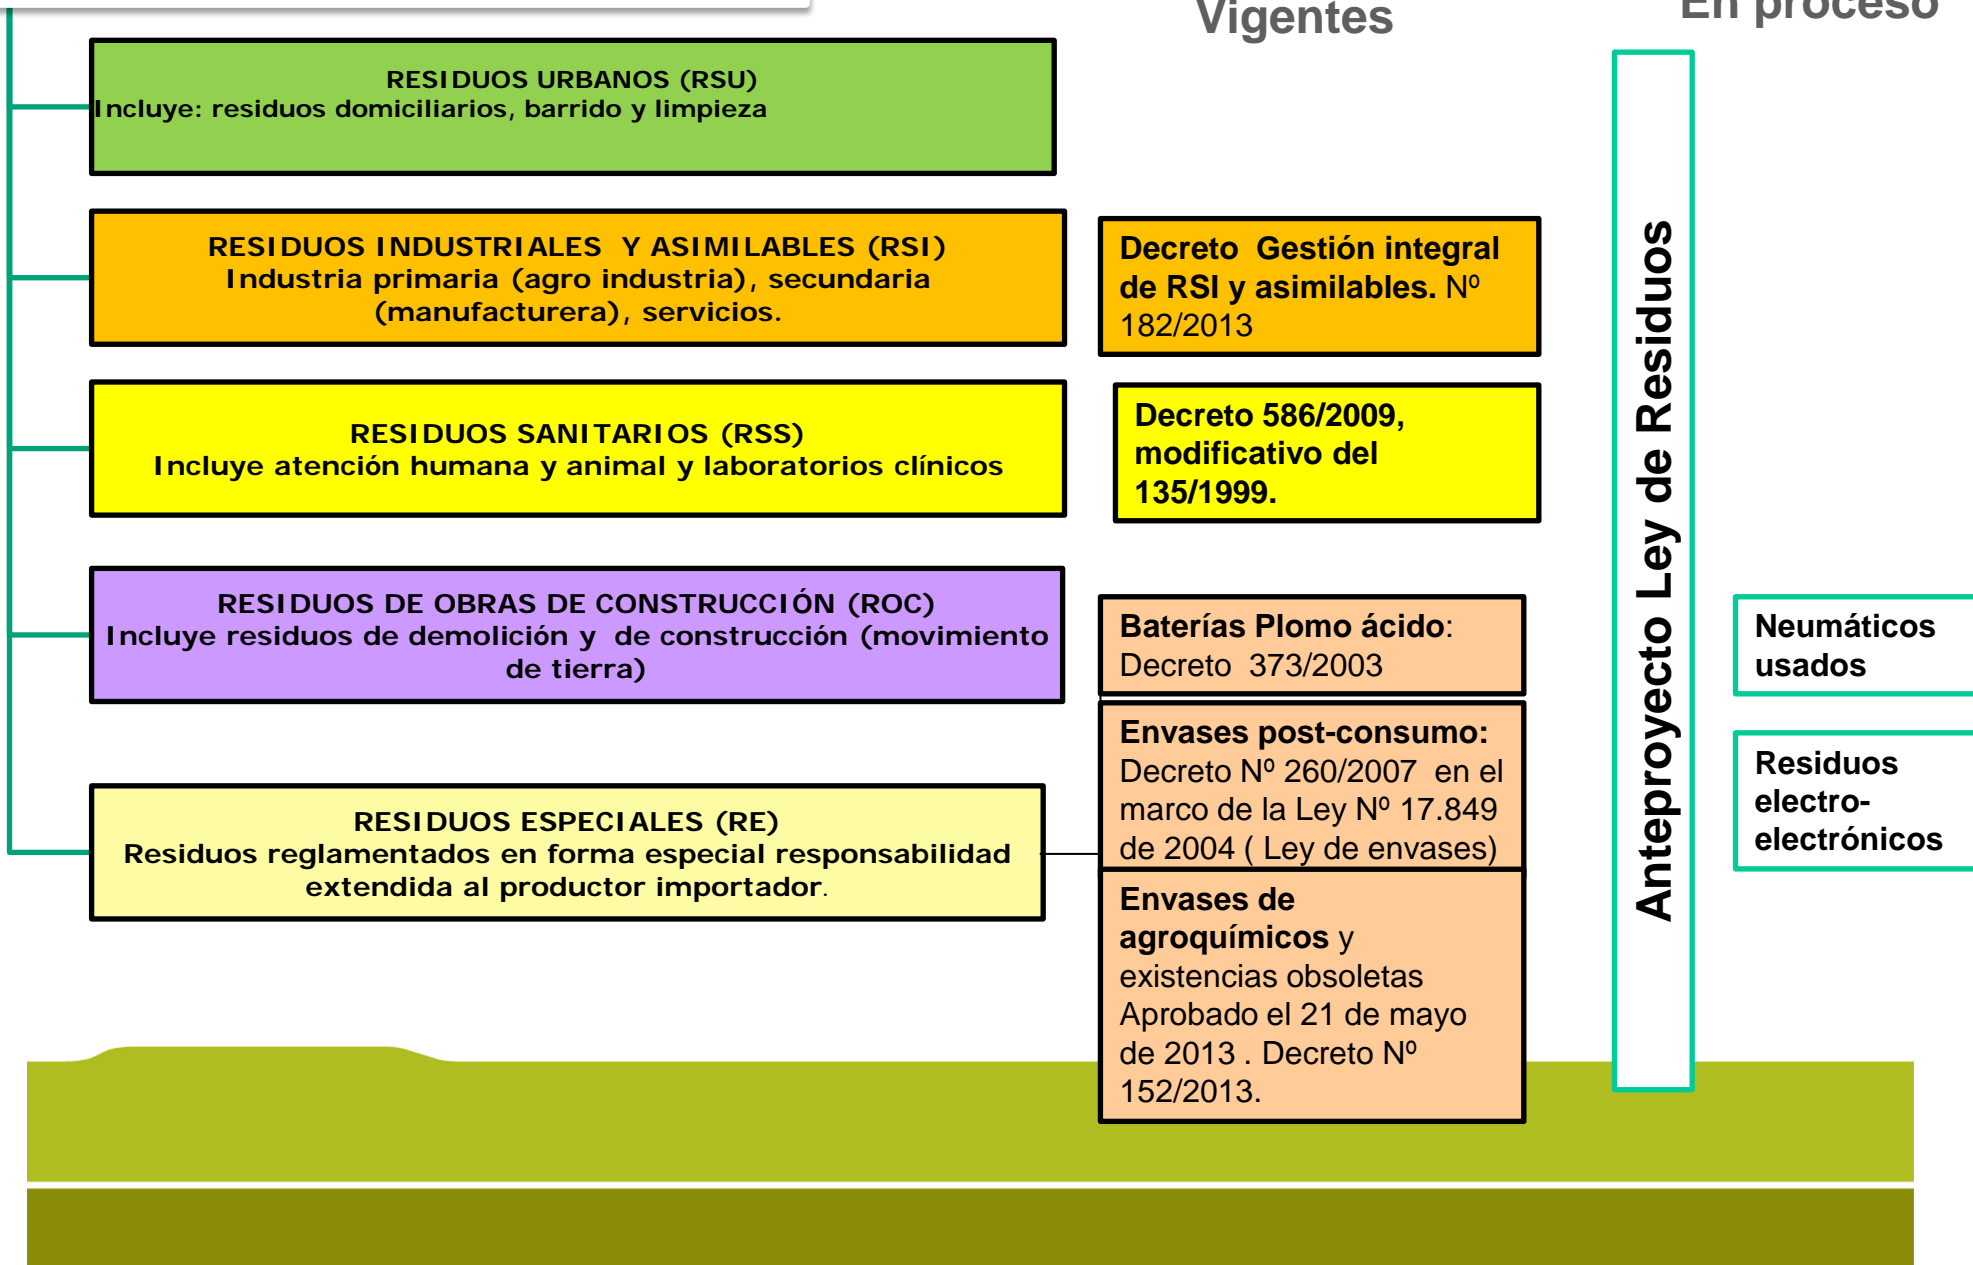 Vigentes
En proceso
RESIDUOS URBANOS (RSU)
Incluye: residuos domiciliarios, barrido y limpieza
RESIDUOS INDUSTRIALES Y ASIMILABLES (RSI)
Industria primaria (agro industria), secundaria
(manufacturera), servicios.
Decreto Gestión integral
de RSI y asimilables. Nº
182/2013
RESIDUOS SANITARIOS (RSS)
Incluye atención humana y animal y laboratorios clínicos
Decreto 586/2009,
modificativo del
135/1999.
RESIDUOS DE OBRAS DE CONSTRUCCIÓN (ROC)
Incluye residuos de demolición y de construcción (movimiento
de tierra)
RESIDUOS ESPECIALES (RE)
Residuos reglamentados en forma especial responsabilidad
extendida al productor importador.
Baterías Plomo ácido:
Decreto 373/2003
Envases post-consumo:
Decreto Nº 260/2007 en el
marco de la Ley Nº 17.849
de 2004 ( Ley de envases)
Envases de
agroquímicos y
existencias obsoletas
Aprobado el 21 de mayo
de 2013 . Decreto Nº
152/2013.
Anteproyecto Ley de Residuos
Neumáticos
usados
Residuos
electro-
electrónicos